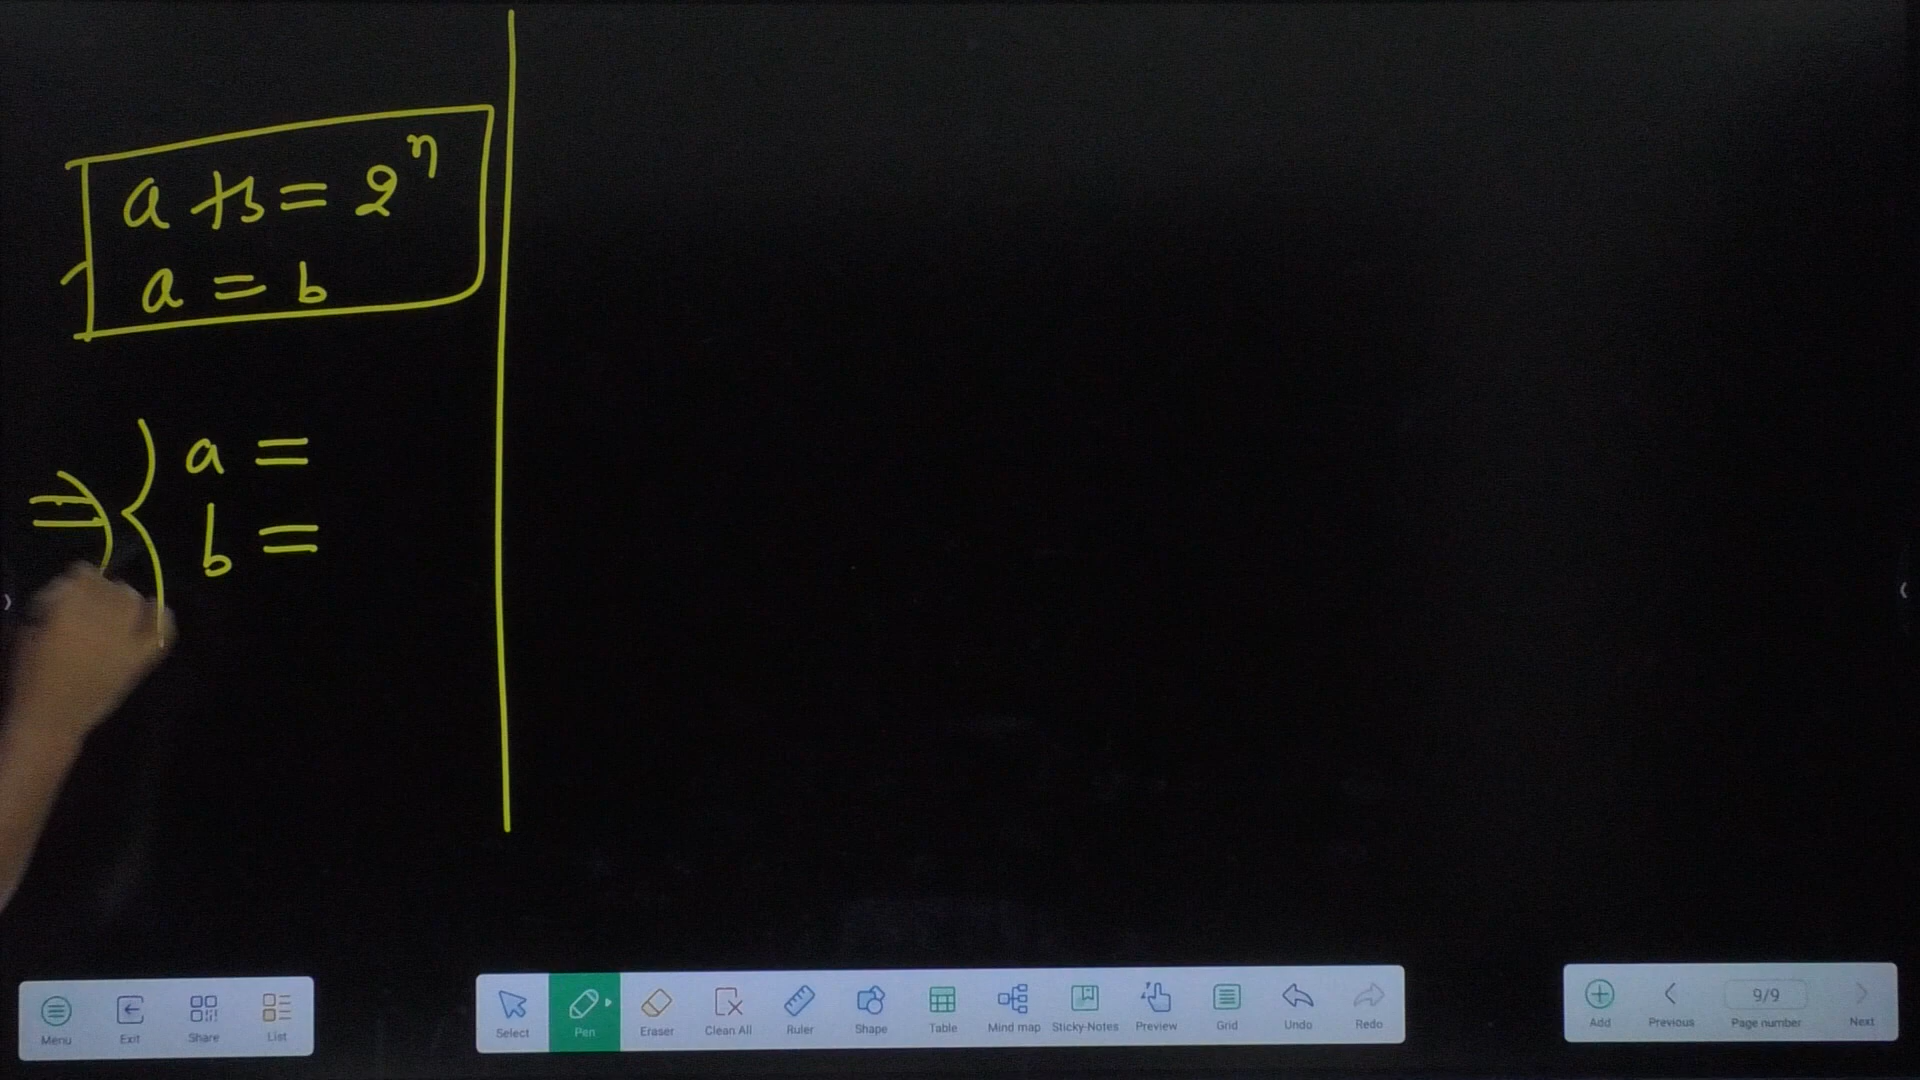 a + b = 2^n
a = b
⇒ { a =
b =
Menu
Exit
Share
List
Select
Pen
Eraser
Clean All
Ruler
Shape
Table
Mind map
Sticky-Notes
Preview
Grid
Undo
Redo
Add
Previous
9/9
Page number
Next